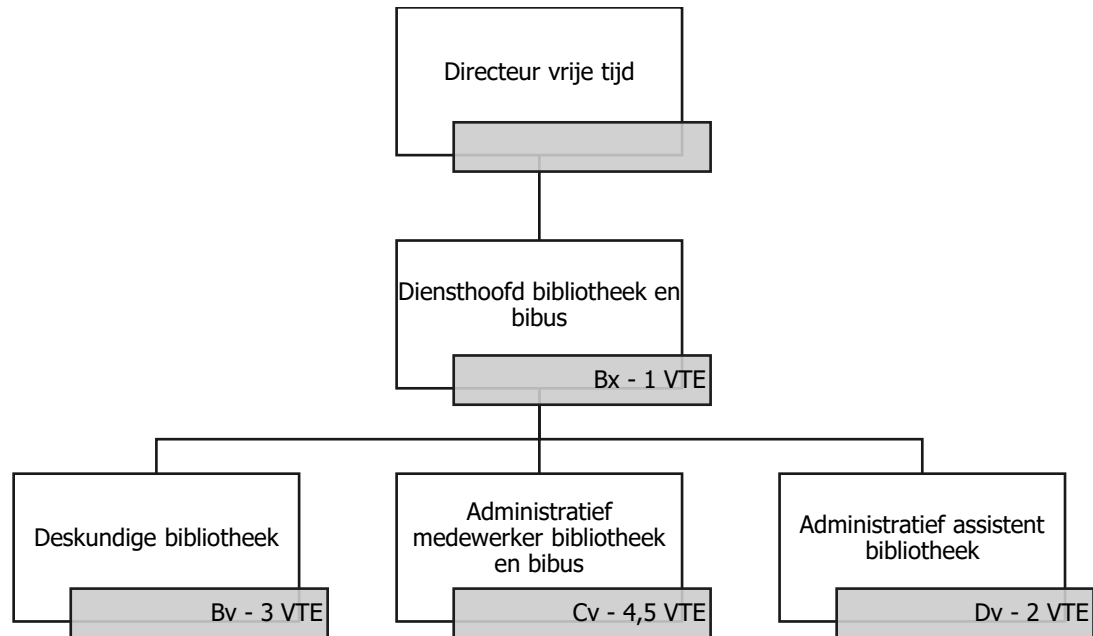 Directeur vrije tijd
Diensthoofd bibliotheek en
bibus
Bx - 1 VTE
Deskundige bibliotheek
Bv - 3 VTE
Administratief
medewerker bibliotheek
en bibus
Cv - 4,5 VTE
Administratief assistent
bibliotheek
Dv - 2 VTE